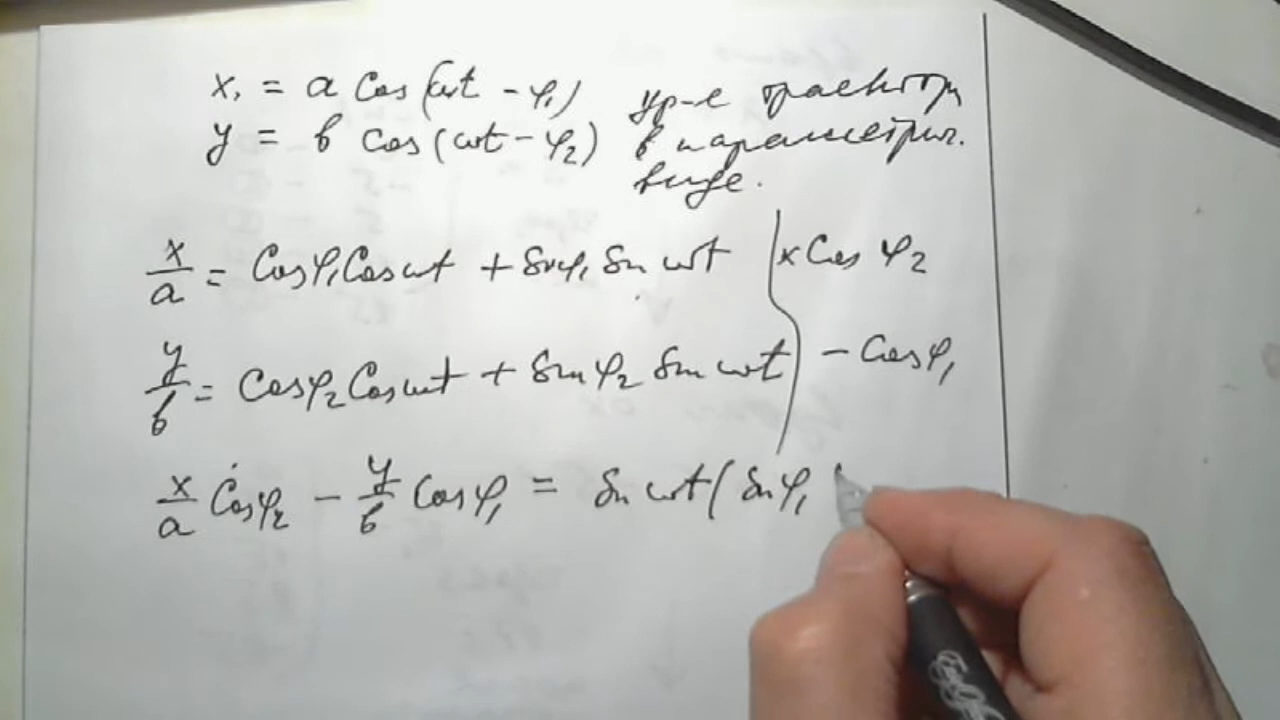 x, = a Cos(ωt - φ₁) ур-е траектор
y = b cos(ωt - φ₂) в параметрич.
виде.
x/a = Cosφ₁Cosωt + Sinφ₁ Sin ωt | x Cos φ₂
y/b = Cosφ₂Cosωt + Sinφ₂ Sin ωt | - Cosφ₁
x/a Cosφ₂ - y/b Cosφ₁ = Sin ωt( Sinφ₁